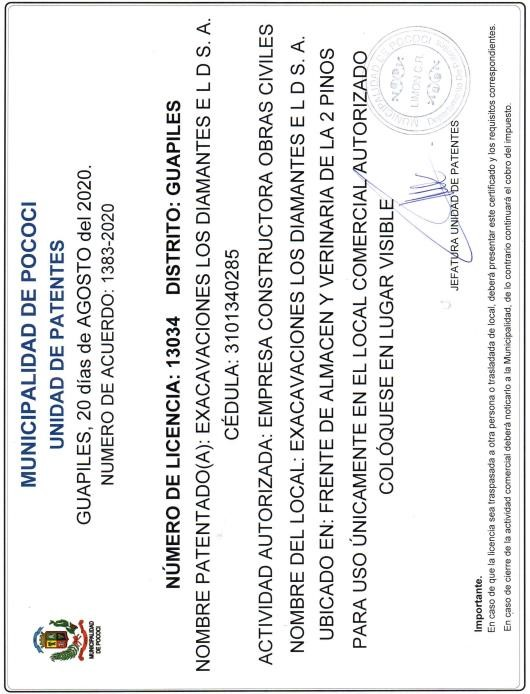 MUNICIPALIDAD DE POCOCI
UNIDAD DE PATENTES
GUAPILES, 20 días de AGOSTO del 2020.
NUMERO DE ACUERDO: 1383-2020
MUNICIPALIDAD
DE POCOCI
NÚMERO DE LICENCIA: 13034 DISTRITO: GUAPILES
NOMBRE PATENTADO(A): EXACAVACIONES LOS DIAMANTES E L D S. A.
CÉDULA: 3101340285
ACTIVIDAD AUTORIZADA: EMPRESA CONSTRUCTORA OBRAS CIVILES
NOMBRE DEL LOCAL: EXACAVACIONES LOS DIAMANTES E L D S. A.
UBICADO EN: FRENTE DE ALMACEN Y VERINARIA DE LA 2 PINOS
PARA USO ÚNICAMENTE EN EL LOCAL COMERCIAL AUTORIZADO
COLÓQUESE EN LUGAR VISIBLE
MUNICIPALIDAD DE POCOCI
LIMON C.R.
JEFATURA UNIDAD DE PATENTES
Importante.
En caso de que la licencia sea traspasada a otra persona o trasladada de local, deberá presentar este certificado y los requisitos correspondientes.
En caso de cierre de la actividad comercial deberá noticarlo a la Municipalidad, de lo contrario continuará el cobro del impuesto.